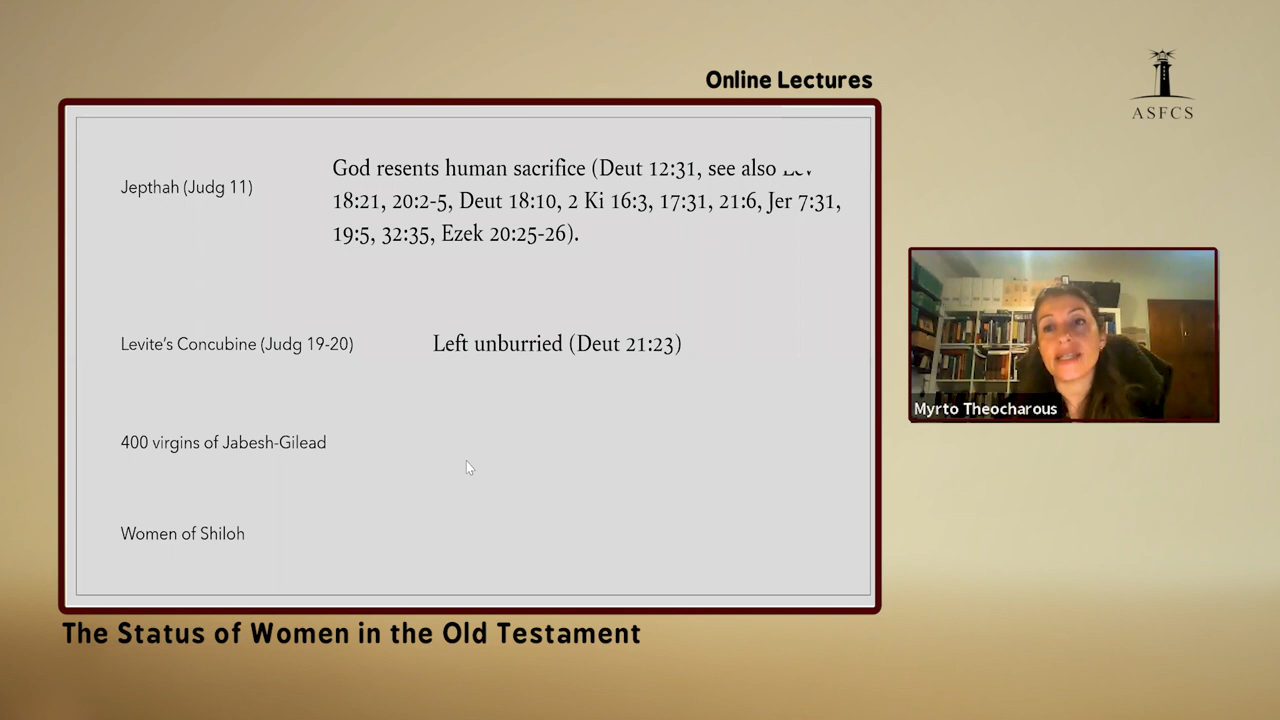 Online Lectures
ASFCS
Jepthah (Judg 11)
God resents human sacrifice (Deut 12:31, see also
18:21, 20:2-5, Deut 18:10, 2 Ki 16:3, 17:31, 21:6, Jer 7:31,
19:5, 32:35, Ezek 20:25-26).
Levite's Concubine (Judg 19-20)
Left unburried (Deut 21:23)
400 virgins of Jabesh-Gilead
Women of Shiloh
Myrto Theocharous
The Status of Women in the Old Testament